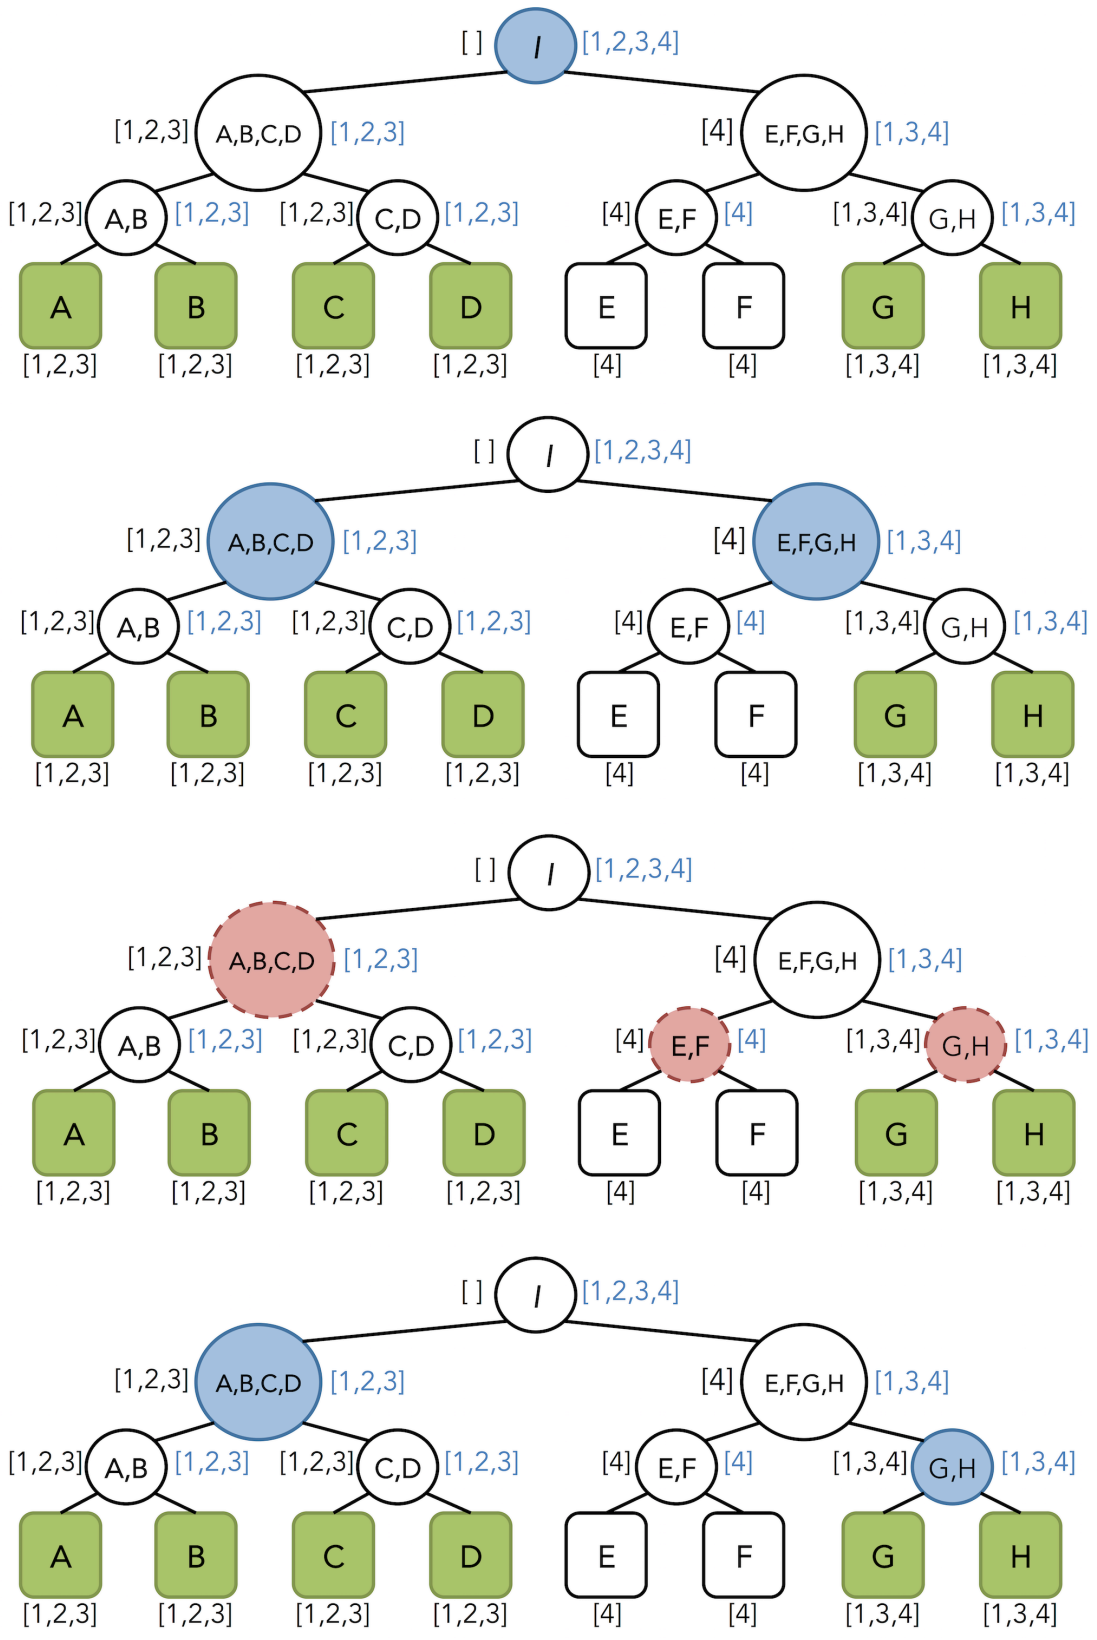 [ ] I [1,2,3,4]
[1,2,3] A,B,C,D [1,2,3] [4] E,F,G,H [1,3,4]
[1,2,3] A,B [1,2,3] [1,2,3] C,D [1,2,3] [4] E,F [4] [1,3,4] G,H [1,3,4]
A B C D E F G H
[1,2,3] [1,2,3] [1,2,3] [1,2,3] [4] [4] [1,3,4] [1,3,4]
[ ] I [1,2,3,4]
[1,2,3] A,B,C,D [1,2,3] [4] E,F,G,H [1,3,4]
[1,2,3] A,B [1,2,3] [1,2,3] C,D [1,2,3] [4] E,F [4] [1,3,4] G,H [1,3,4]
A B C D E F G H
[1,2,3] [1,2,3] [1,2,3] [1,2,3] [4] [4] [1,3,4] [1,3,4]
[ ] I [1,2,3,4]
[1,2,3] A,B,C,D [1,2,3] [4] E,F,G,H [1,3,4]
[1,2,3] A,B [1,2,3] [1,2,3] C,D [1,2,3] [4] E,F [4] [1,3,4] G,H [1,3,4]
A B C D E F G H
[1,2,3] [1,2,3] [1,2,3] [1,2,3] [4] [4] [1,3,4] [1,3,4]
[ ] I [1,2,3,4]
[1,2,3] A,B,C,D [1,2,3] [4] E,F,G,H [1,3,4]
[1,2,3] A,B [1,2,3] [1,2,3] C,D [1,2,3] [4] E,F [4] [1,3,4] G,H [1,3,4]
A B C D E F G H
[1,2,3] [1,2,3] [1,2,3] [1,2,3] [4] [4] [1,3,4] [1,3,4]